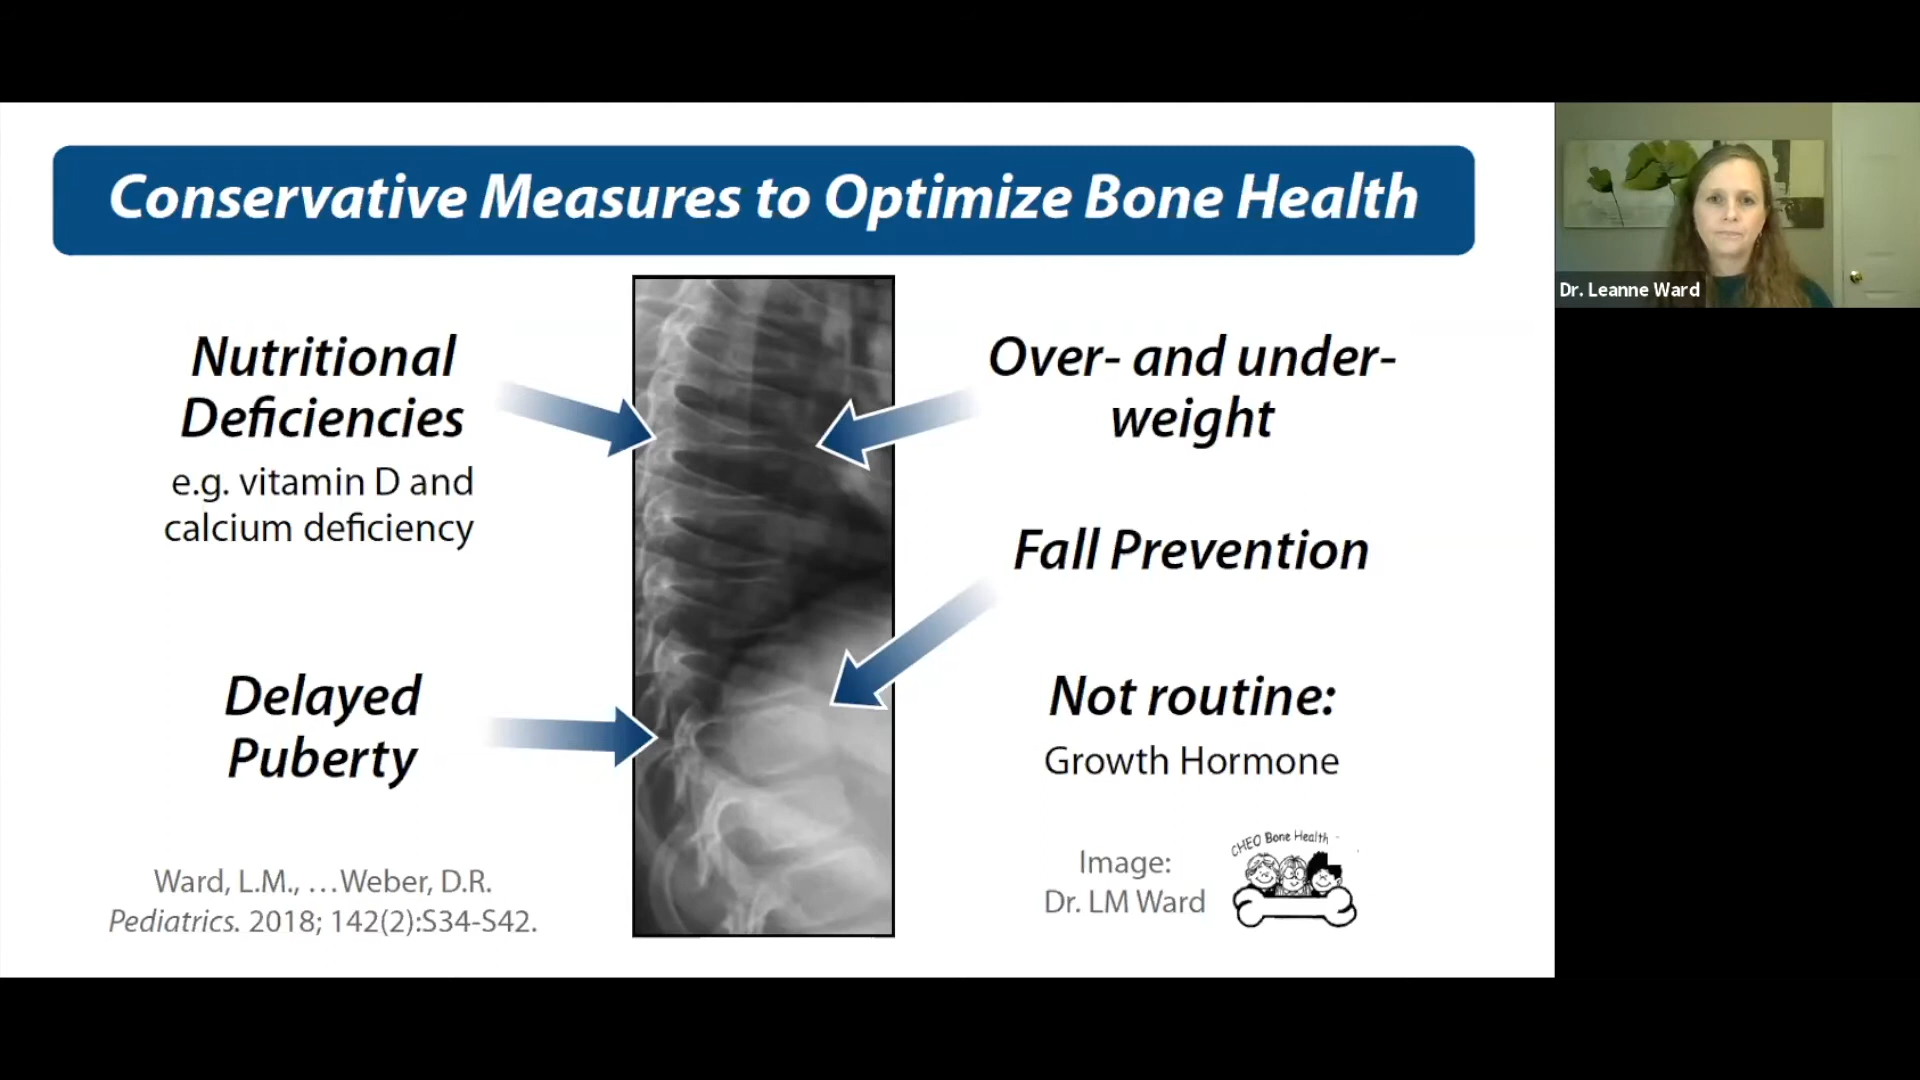 Conservative Measures to Optimize Bone Health
Nutritional
Deficiencies
e.g. vitamin D and
calcium deficiency
Delayed
Puberty
Ward, L.M., …Weber, D.R.
Pediatrics. 2018; 142(2):S34-S42.
Over- and under-
weight
Fall Prevention
Not routine:
Growth Hormone
Image:
Dr. LM Ward
CHEO Bone Health
Dr. Leanne Ward